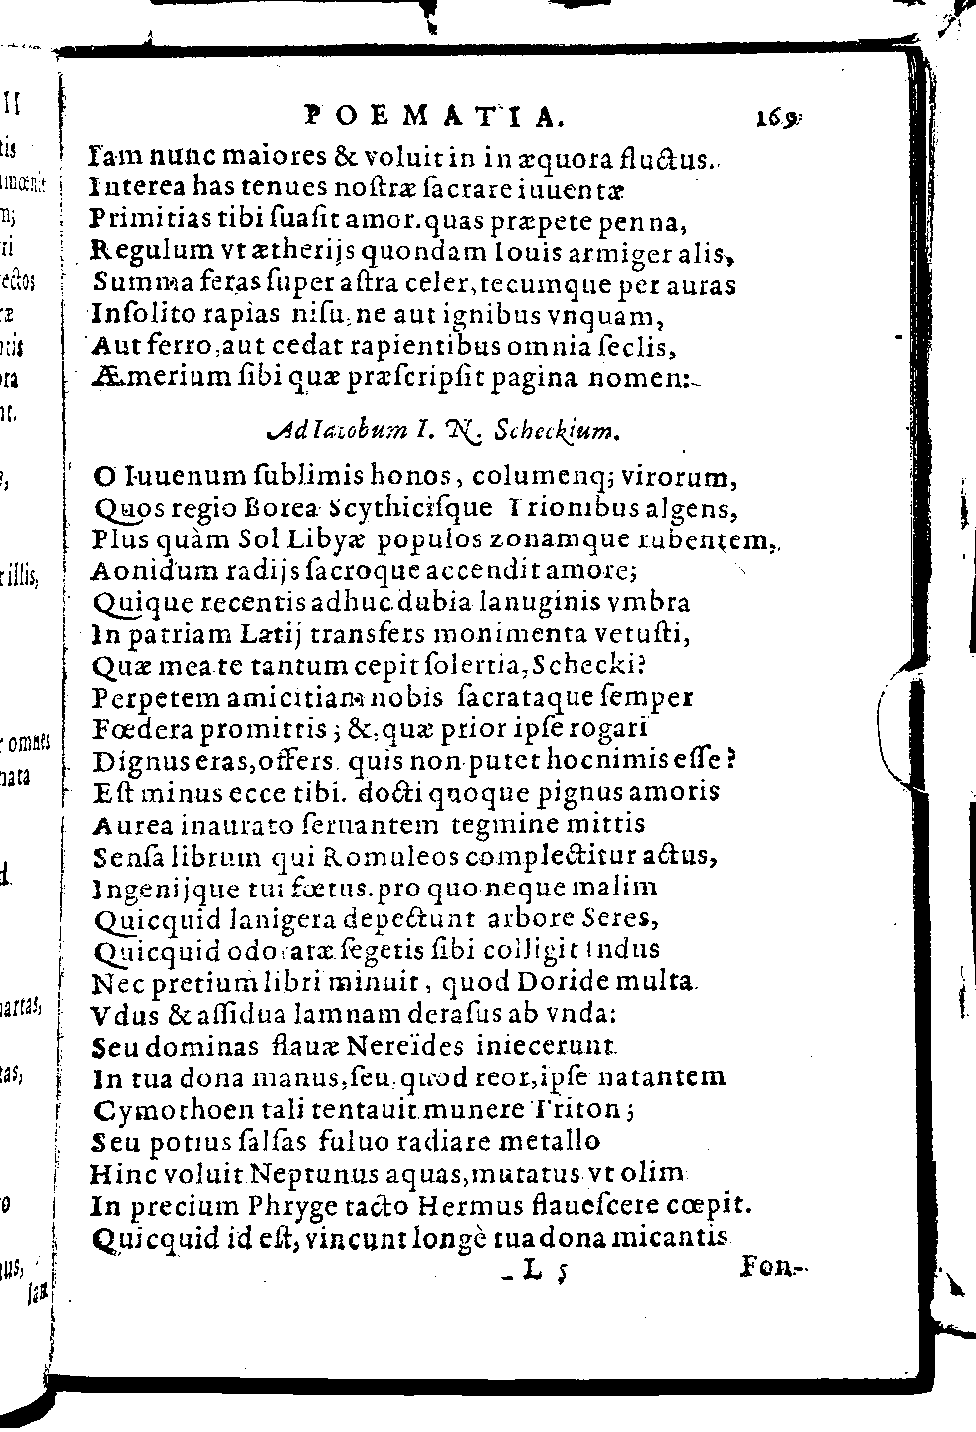 POEMATIA. 169
Iam nunc maiores & voluit in in æquora fluctus.
Interea has tenues noſtræ ſacrare iuuentæ
Primitias tibi ſuaſit amor. quas præpete penna,
Regulum vt ætherijs quondam Iouis armiger alis,
Summa feras ſuper aſtra celer, tecumque per auras
Inſolito rapias niſu, ne aut ignibus vnquam,
Aut ferro, aut cedat rapientibus omnia ſeclis,
Æmerium ſibi quæ præſcripſit pagina nomen:
Ad Iacobum I. N. Scheckium.
O Iuuenum ſublimis honos, columenq; virorum,
Quos regio Borea Scythiciſque Trionibus algens,
Plus quàm Sol Libyæ populos zonamque rubentem,
Aonidum radijs ſacroque accendit amore;
Quique recentis adhuc dubia lanuginis vmbra
In patriam Latij transfers monimenta vetuſti,
Quæ mea te tantum cepit ſolertia, Schecki?
Perpetem amicitiam nobis ſacrataque ſemper
Fœdera promittis; &, quæ prior ipſe rogari
Dignus eras, offers. quis non putet hoc nimis eſſe?
Eſt minus ecce tibi. docti quoque pignus amoris
Aurea inaurato ſeruantem tegmine mittis
Senſa librum qui Romuleos complectitur actus,
Ingenijque tui fœtus. pro quo neque malim
Quicquid lanigera depectunt arbore Seres,
Quicquid odoratæ ſegetis ſibi colligit Indus
Nec pretium libri minuit, quod Doride multa
Vdus & aſſidua lamnam deraſus ab vnda:
Seu dominas flauæ Nereïdes iniecerunt
In tua dona manus, ſeu, quod reor, ipſe natantem
Cymothoen tali tentauit munere Triton;
Seu potius ſalſas fuluo radiare metallo
Hinc voluit Neptunus aquas, mutatus vt olim
In precium Phryge tacto Hermus flaueſcere cœpit.
Quicquid id eſt, vincunt longè tua dona micantis
L 5 Fon-